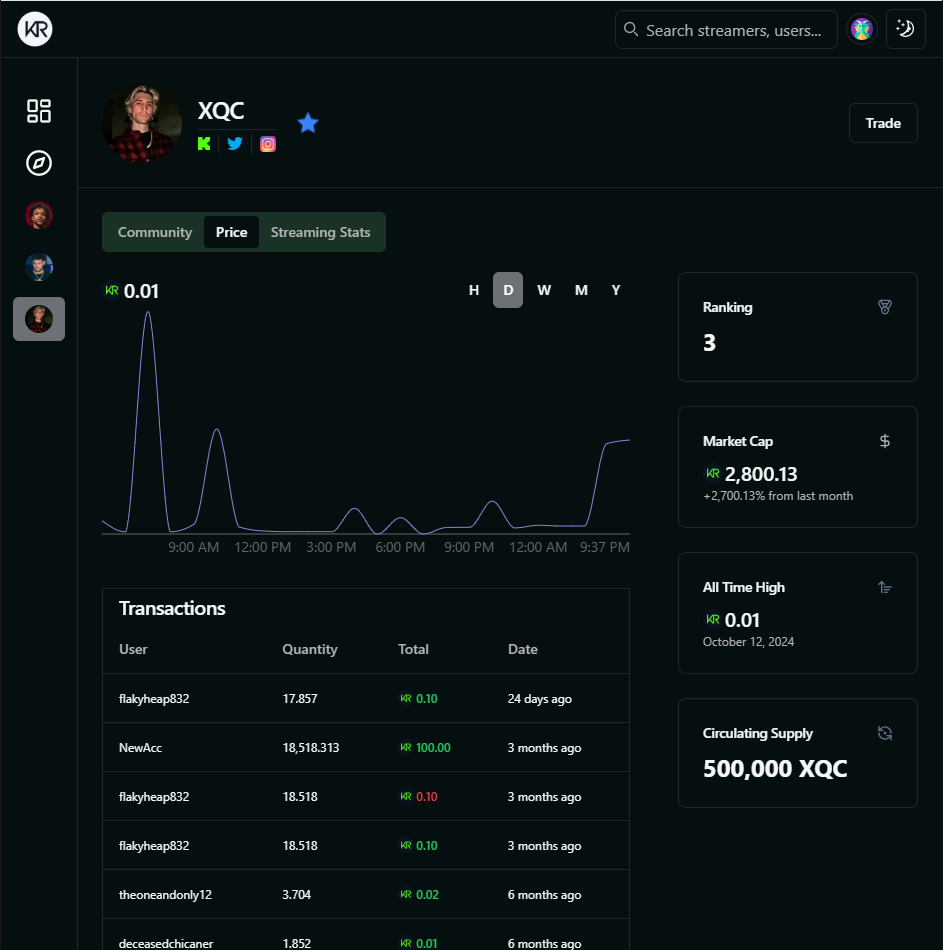 KR
Search streamers, users...
XQC
Trade
Community Price Streaming Stats
KR 0.01
H D W M Y
9:00 AM 12:00 PM 3:00 PM 6:00 PM 9:00 PM 12:00 AM 9:37 PM
Ranking
3
Market Cap
KR 2,800.13
+2,700.13% from last month
All Time High
KR 0.01
October 12, 2024
Circulating Supply
500,000 XQC
Transactions
User Quantity Total Date
flakyheap832 17.857 KR 0.10 24 days ago
NewAcc 18,518.313 KR 100.00 3 months ago
flakyheap832 18.518 KR 0.10 3 months ago
flakyheap832 18.518 KR 0.10 3 months ago
theoneandonly12 3.704 KR 0.02 6 months ago
deceasedchicaner 1.852 KR 0.01 6 months ago